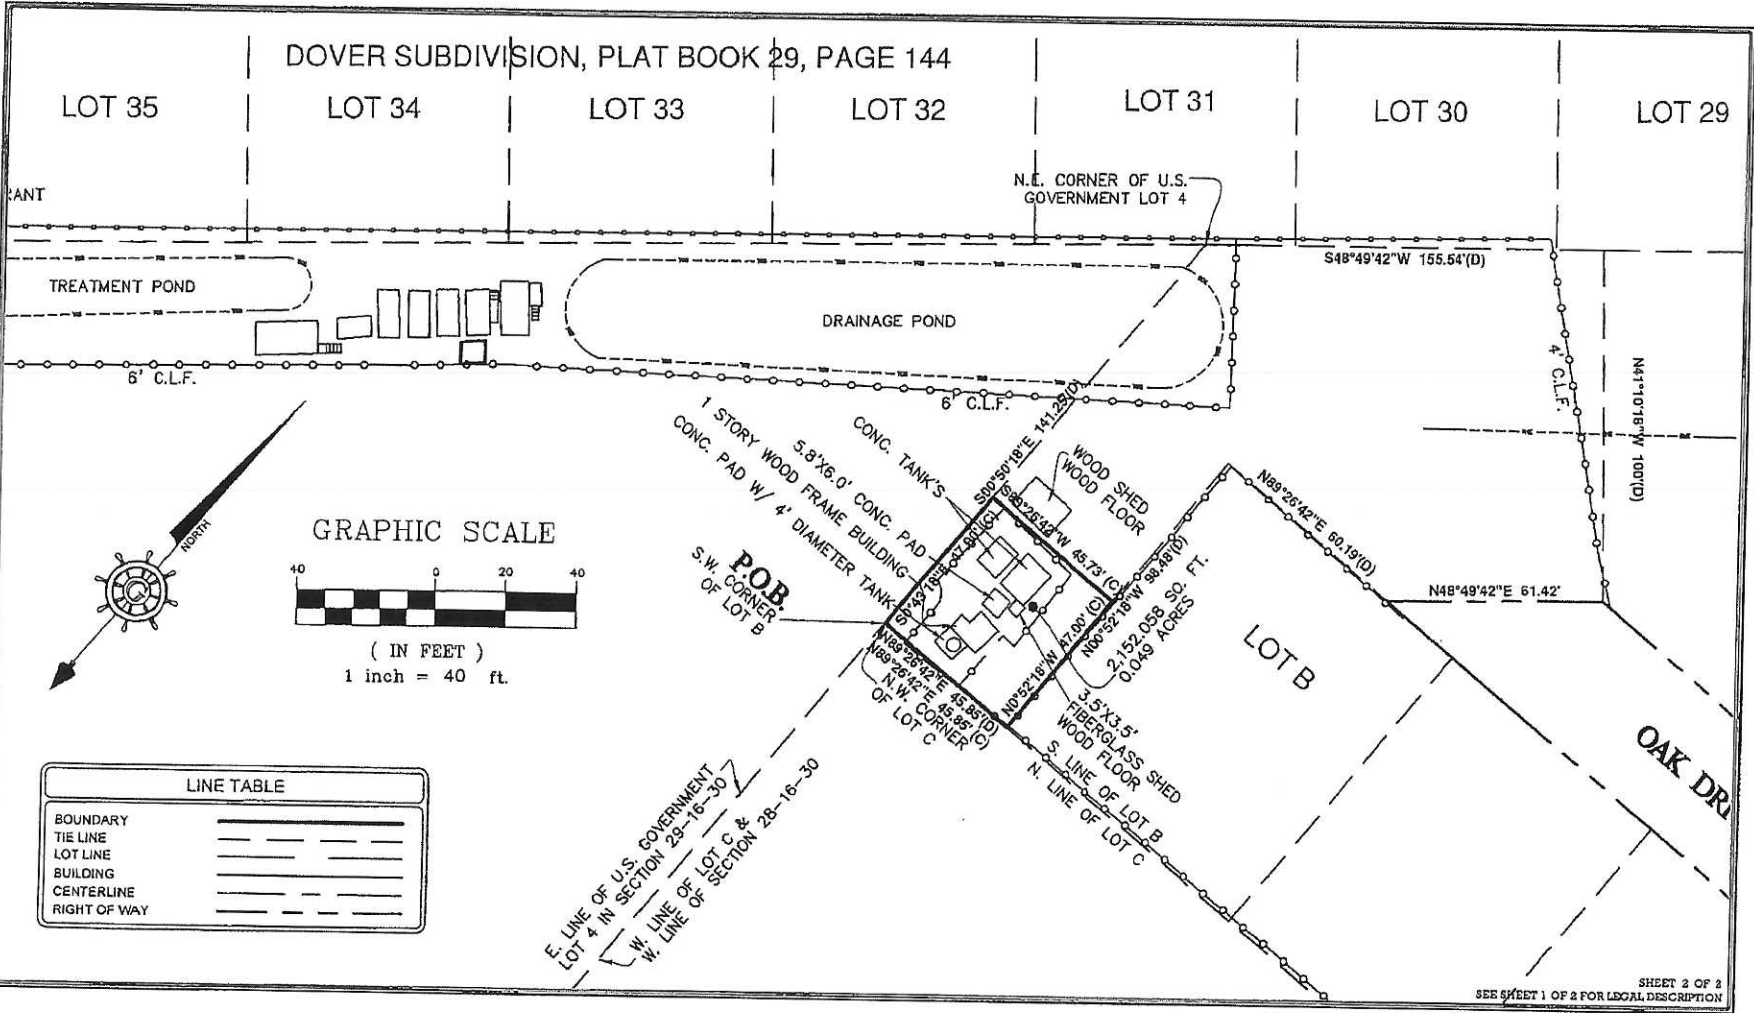 DOVER SUBDIVISION, PLAT BOOK 29, PAGE 144
LOT 35
LOT 34
LOT 33
LOT 32
LOT 31
LOT 30
LOT 29
N.E. CORNER OF U.S.
GOVERNMENT LOT 4
S48°49'42"W 155.54'(D)
TREATMENT POND
DRAINAGE POND
6' C.L.F.
6' C.L.F.
4' C.L.F.
N41°10'18"W 100'(D)
S00°50'18"E 141.25'(D)
CONC. TANK'S
5.8'X6.0' CONC. PAD
1 STORY WOOD FRAME BUILDING
CONC. PAD W/ 4' DIAMETER TANK
WOOD SHED
WOOD FLOOR
S89°26'42"W 45.73' (C)
N00°52'18"W 98.48'(D)
N89°26'42"E 60.19'(D)
N48°49'42"E 61.42'
NORTH
GRAPHIC SCALE
40
0
20
40
( IN FEET )
1 inch = 40 ft.
P.O.B.
S.W. CORNER
OF LOT B
47.00' (C)
N0°52'18"W 47.00' (C)
2,152.058 SQ. FT.
0.049 ACRES
LOT B
N89°26'42"E 45.85'(D)
N89°26'42"E 45.85'(C)
N.W. CORNER
OF LOT C
3.5'X3.5'
FIBERGLASS SHED
WOOD FLOOR
S. LINE OF LOT B
N. LINE OF LOT C
OAK
E. LINE OF U.S. GOVERNMENT
LOT 4 IN SECTION 29-16-30
W. LINE OF LOT C &
W. LINE OF SECTION 28-16-30
LINE TABLE
BOUNDARY
TIE LINE
LOT LINE
BUILDING
CENTERLINE
RIGHT OF WAY
SHEET 2 OF 2
SEE SHEET 1 OF 2 FOR LEGAL DESCRIPTION